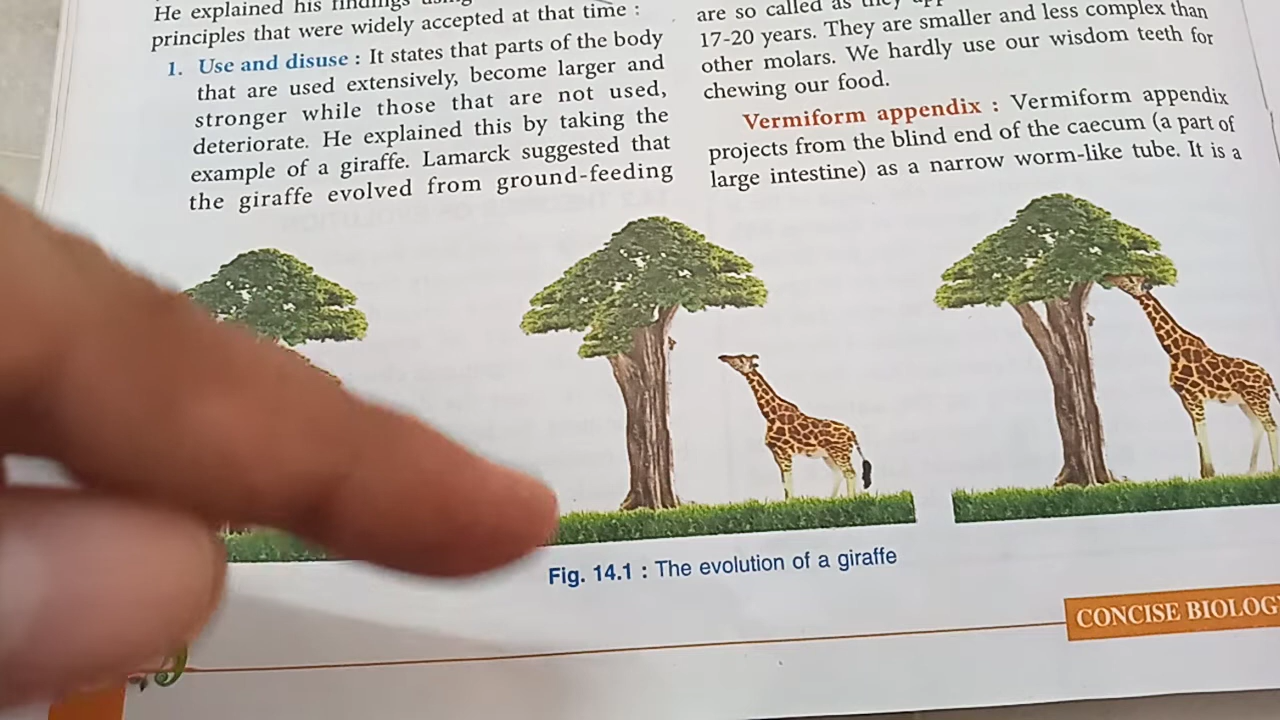 He explained his findings
principles that were widely accepted at that time :
1. Use and disuse : It states that parts of the body
that are used extensively, become larger and
stronger while those that are not used,
deteriorate. He explained this by taking the
example of a giraffe. Lamarck suggested that
the giraffe evolved from ground-feeding
are so called as they
17-20 years. They are smaller and less complex than
other molars. We hardly use our wisdom teeth for
chewing our food.
Vermiform appendix : Vermiform appendix
projects from the blind end of the caecum (a part of
large intestine) as a narrow worm-like tube. It is a
Fig. 14.1 : The evolution of a giraffe
CONCISE BIOLOG